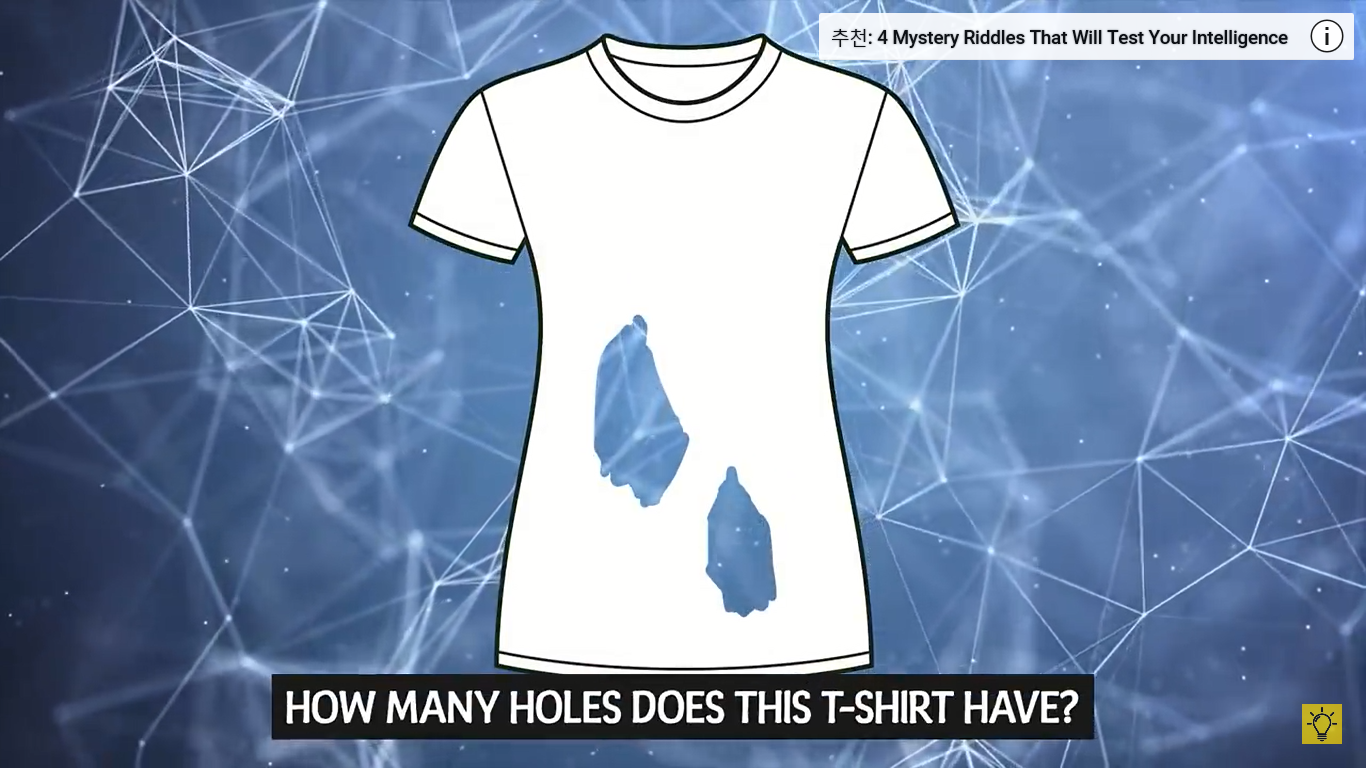 추천: 4 Mystery Riddles That Will Test Your Intelligence
HOW MANY HOLES DOES THIS T-SHIRT HAVE?